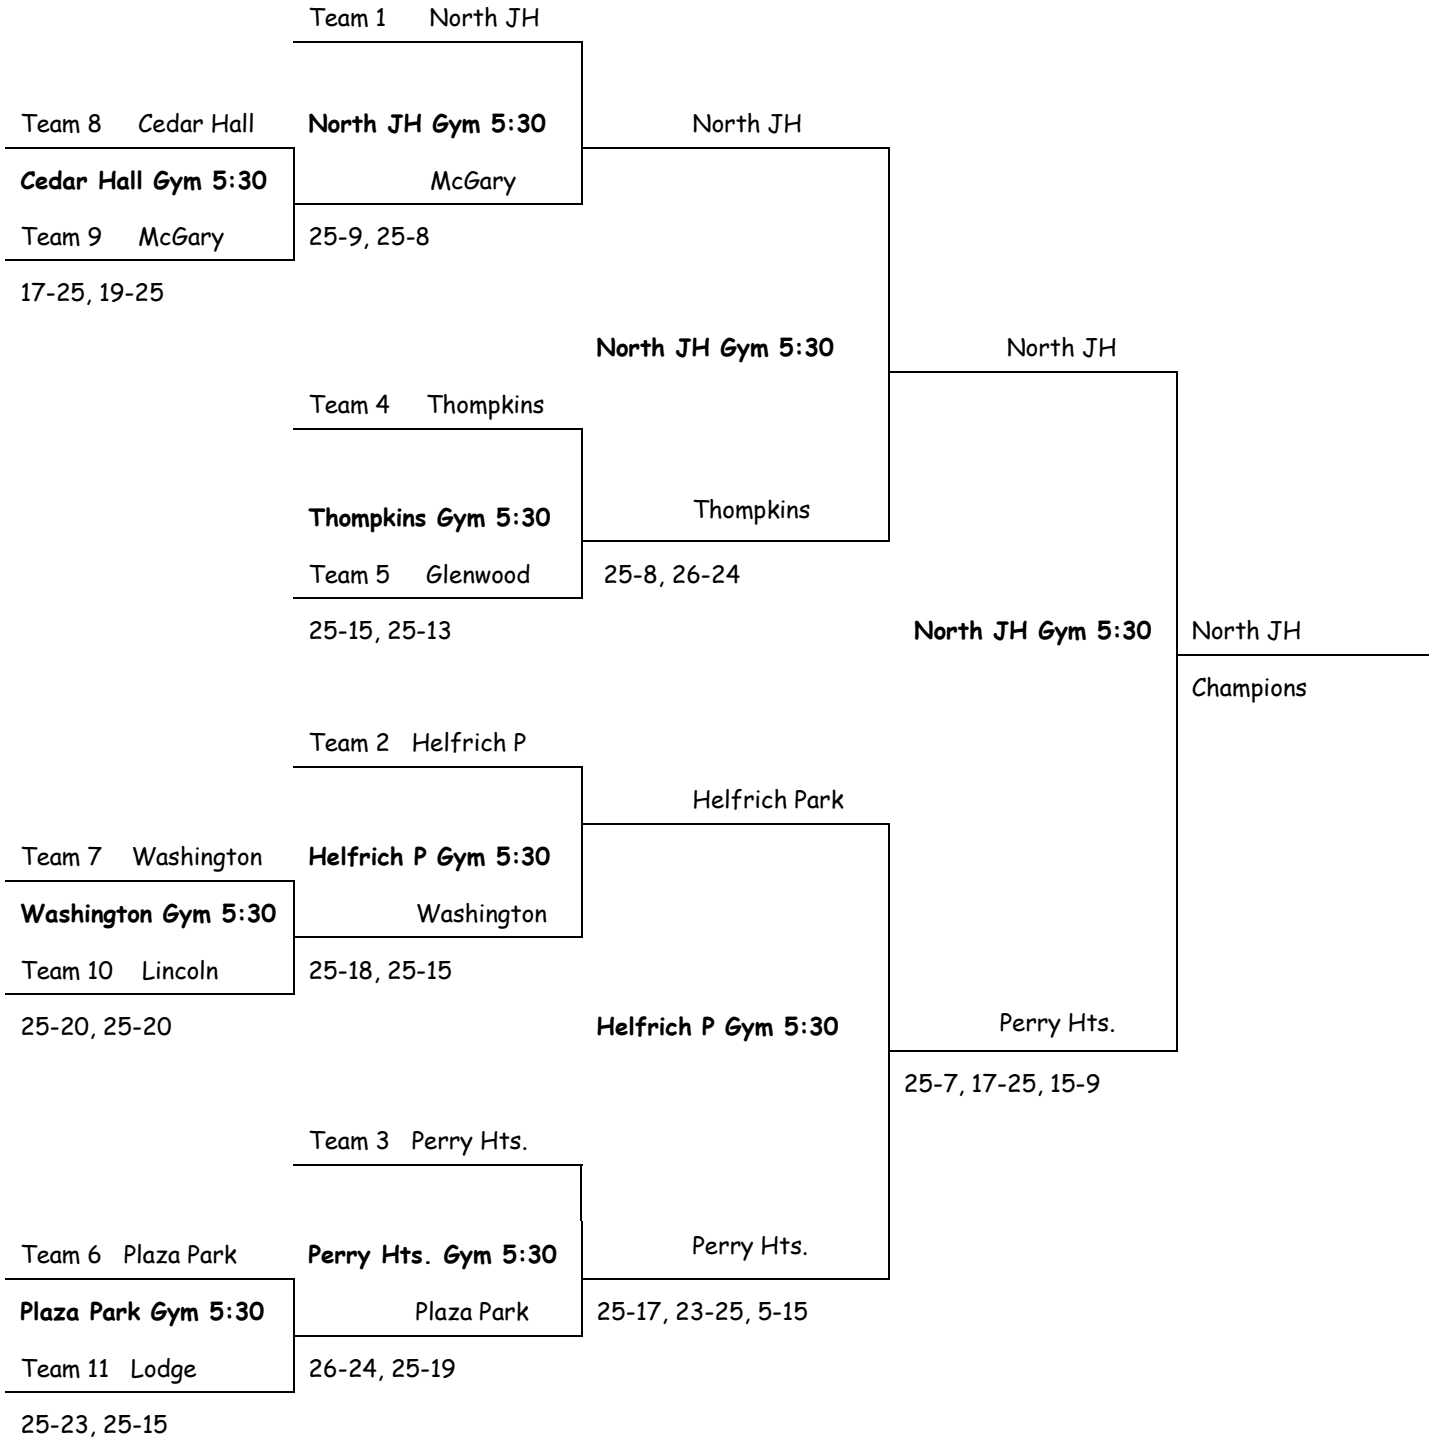 Team 1 North JH
Team 8 Cedar Hall
North JH Gym 5:30
North JH
Cedar Hall Gym 5:30
McGary
Team 9 McGary
25-9, 25-8
17-25, 19-25
North JH Gym 5:30
North JH
Team 4 Thompkins
Thompkins Gym 5:30
Thompkins
Team 5 Glenwood
25-8, 26-24
25-15, 25-13
North JH Gym 5:30
North JH
Champions
Team 2 Helfrich P
Helfrich Park
Team 7 Washington
Helfrich P Gym 5:30
Washington Gym 5:30
Washington
Team 10 Lincoln
25-18, 25-15
25-20, 25-20
Helfrich P Gym 5:30
Perry Hts.
25-7, 17-25, 15-9
Team 3 Perry Hts.
Team 6 Plaza Park
Perry Hts. Gym 5:30
Perry Hts.
Plaza Park Gym 5:30
Plaza Park
25-17, 23-25, 5-15
Team 11 Lodge
26-24, 25-19
25-23, 25-15